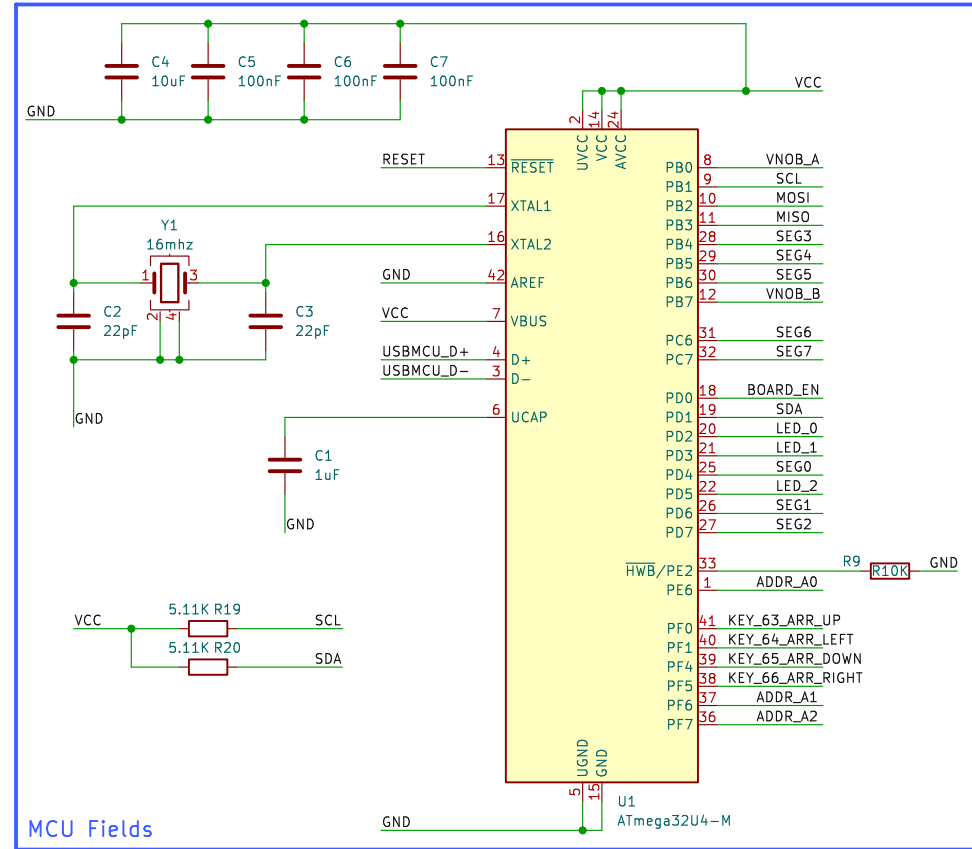 C4
10uF
C5
100nF
C6
100nF
C7
100nF
GND
VCC
2
14
24
UVCC
VCC
AVCC
RESET
13
RESET
17
XTAL1
16
XTAL2
GND
42
AREF
VCC
7
VBUS
USBMCU_D+
4
D+
USBMCU_D-
3
D-
6
UCAP
Y1
16mhz
1
3
2
4
C2
22pF
C3
22pF
GND
C1
1uF
GND
PB0 8 VNOB_A
PB1 9 SCL
PB2 10 MOSI
PB3 11 MISO
PB4 28 SEG3
PB5 29 SEG4
PB6 30 SEG5
PB7 12 VNOB_B
PC6 31 SEG6
PC7 32 SEG7
PD0 18 BOARD_EN
PD1 19 SDA
PD2 20 LED_0
PD3 21 LED_1
PD4 25 SEG0
PD5 22 LED_2
PD6 26 SEG1
PD7 27 SEG2
HWB/PE2 33
R9
R10K
GND
PE6 1 ADDR_A0
PF0 41 KEY_63_ARR_UP
PF1 40 KEY_64_ARR_LEFT
PF4 39 KEY_65_ARR_DOWN
PF5 38 KEY_66_ARR_RIGHT
PF6 37 ADDR_A1
PF7 36 ADDR_A2
VCC
5.11K R19
SCL
5.11K R20
SDA
UGND
GND
5
15
GND
U1
ATmega32U4-M
MCU Fields